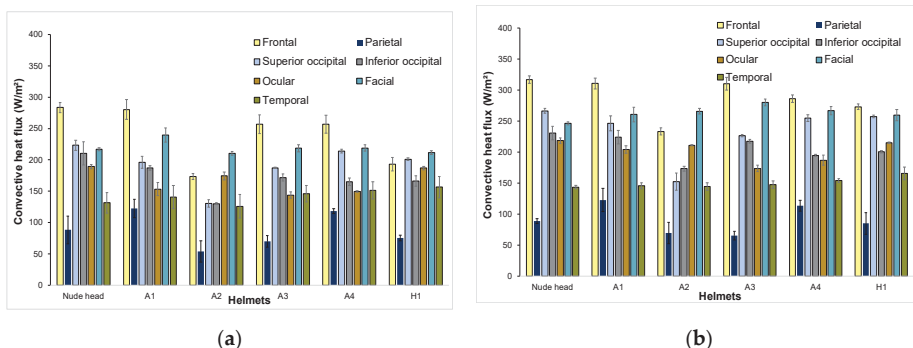 400
350
300
250
200
150
100
50
0
Convective heat flux (W/m²)
Frontal Parietal
Superior occipital Inferior occipital
Ocular Facial
Temporal
Nude head A1 A2 A3 A4 H1
Helmets
(a)
400
350
300
250
200
150
100
50
0
Convective heat flux (W/m²)
Frontal Parietal
Superior occipital Inferior occipital
Ocular Facial
Temporal
Nude head A1 A2 A3 A4 H1
Helmets
(b)